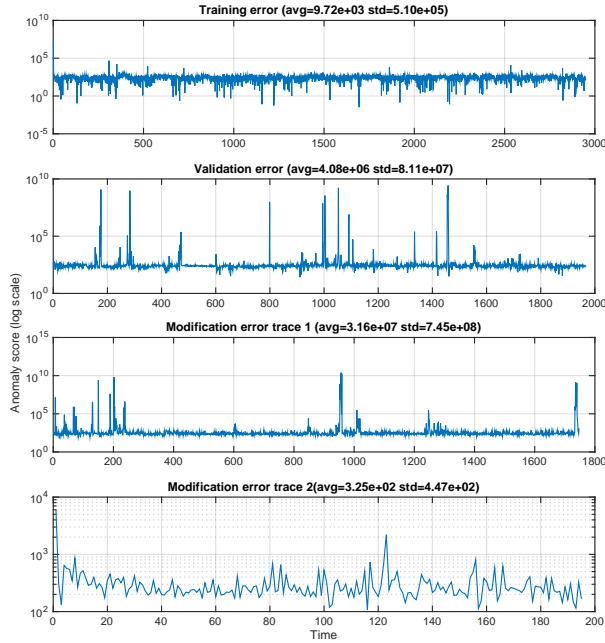 Training error (avg=9.72e+03 std=5.10e+05)
10^10
10^5
10^0
10^-5
0 500 1000 1500 2000 2500 3000
Validation error (avg=4.08e+06 std=8.11e+07)
10^10
10^5
10^0
0 200 400 600 800 1000 1200 1400 1600 1800 2000
Anomaly score (log scale)
Modification error trace 1 (avg=3.16e+07 std=7.45e+08)
10^15
10^10
10^5
10^0
0 200 400 600 800 1000 1200 1400 1600 1800
Modification error trace 2(avg=3.25e+02 std=4.47e+02)
10^4
10^3
10^2
0 20 40 60 80 100 120 140 160 180 200
Time